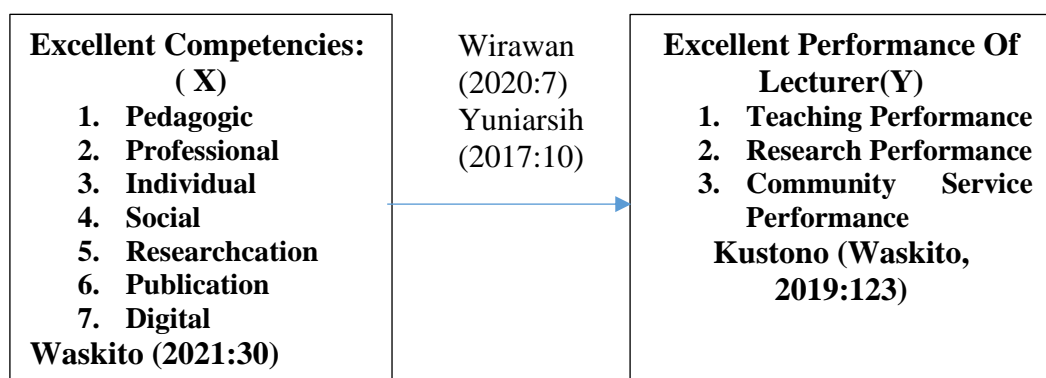 Excellent Competencies:
( X)
1. Pedagogic
2. Professional
3. Individual
4. Social
5. Researchcation
6. Publication
7. Digital
Waskito (2021:30)
Wirawan
(2020:7)
Yuniarsih
(2017:10)
Excellent Performance Of
Lecturer(Y)
1. Teaching Performance
2. Research Performance
3. Community Service
Performance
Kustono (Waskito,
2019:123)